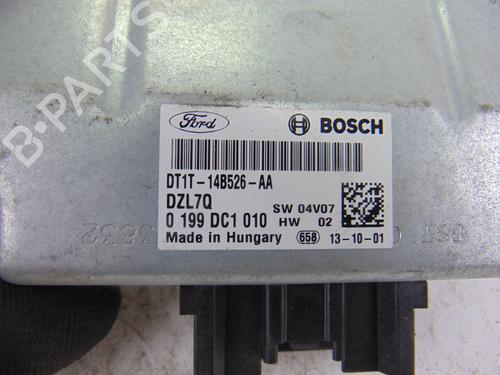 B-PARTS
Ford
BOSCH
DT1T-14B526-AA
DZL7Q
SW 04V07
0 199 DC1 010
HW 02
Made in Hungary
658
13-10-01